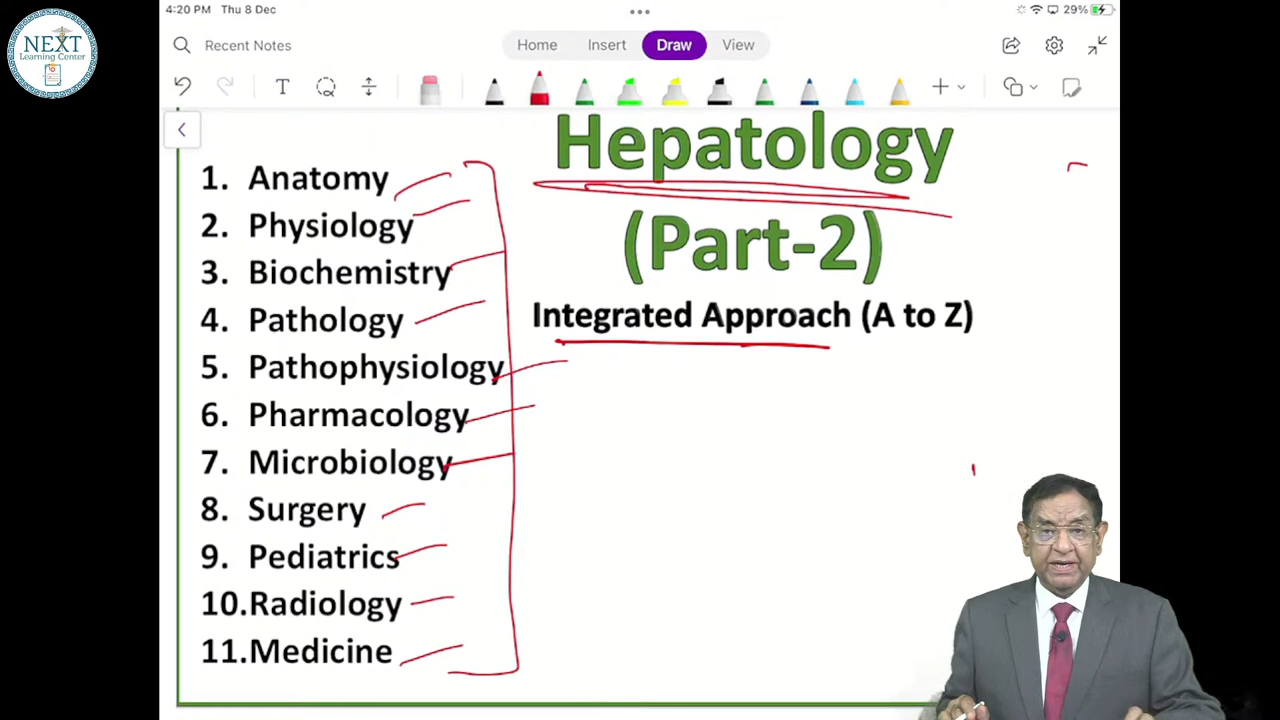 4:20 PM Thu 8 Dec
29%
NEXT
Learning Center
Recent Notes
Home Insert Draw View
Hepatology
(Part-2)
Integrated Approach (A to Z)
1. Anatomy
2. Physiology
3. Biochemistry
4. Pathology
5. Pathophysiology
6. Pharmacology
7. Microbiology
8. Surgery
9. Pediatrics
10.Radiology
11.Medicine